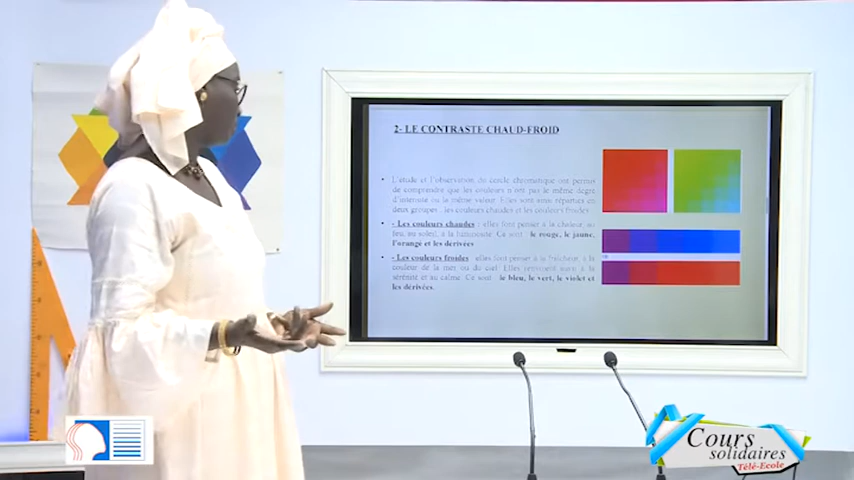 2- LE CONTRASTE CHAUD-FROID
• L'étude et l'observation du cercle chromatique ont permis
de comprendre que les couleurs n'ont pas le même degré
d'intensité ou la même valeur. Elles sont ainsi réparties en
deux groupes : les couleurs chaudes et les couleurs froides.
• - Les couleurs chaudes : elles font penser à la chaleur, au
feu, au soleil, à la luminosité. Ce sont : le rouge, le jaune,
l'orangé et les dérivées
• - Les couleurs froides : elles font penser à la fraîcheur, à la
couleur de la mer ou du ciel. Elles renvoient aussi à la
sérénité et au calme. Ce sont : le bleu, le vert, le violet et
les dérivées.
Cours
solidaires
Télé-Ecole